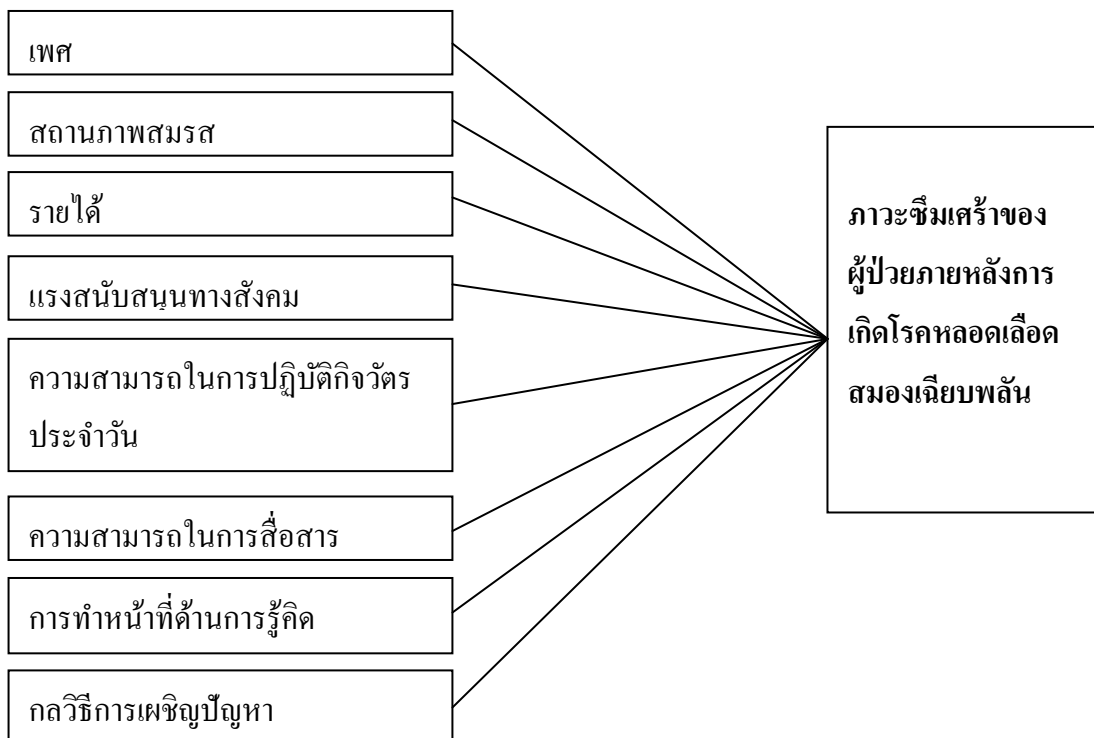 เพศ
สถานภาพสมรส
รายได้
แรงสนับสนุนทางสังคม
ความสามารถในการปฏิบัติกิจวัตร
ประจำวัน
ความสามารถในการสื่อสาร
การทำหน้าที่ด้านการรู้คิด
กลวิธีการเผชิญปัญหา
ภาวะซึมเศร้าของ
ผู้ป่วยภายหลังการ
เกิดโรคหลอดเลือด
สมองเฉียบพลัน